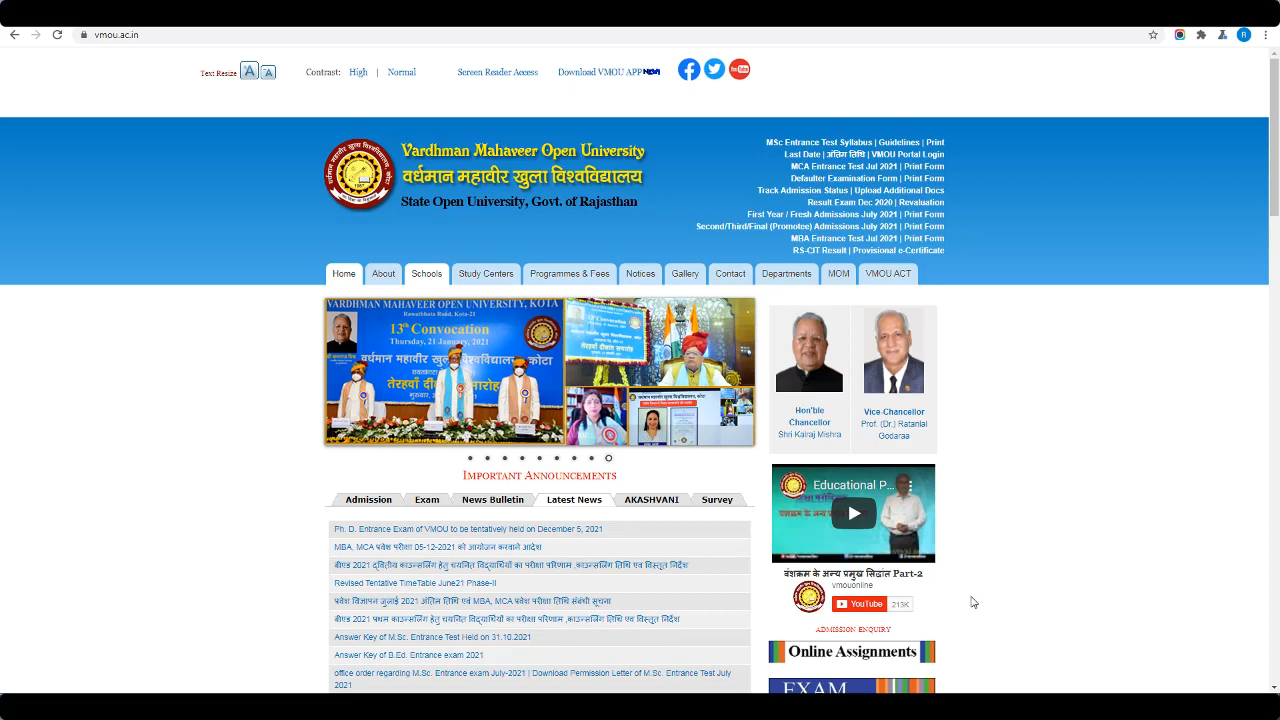 vmou.ac.in
R
Text Resize A A
Contrast: High | Normal
Screen Reader Access
Download VMOU APP
MSc Entrance Test Syllabus | Guidelines | Print
Last Date | अंतिम तिथि | VMOU Portal Login
MCA Entrance Test Jul 2021 | Print Form
Defaulter Examination Form | Print Form
Track Admission Status | Upload Additional Docs
Result Exam Dec 2020 | Revaluation
First Year / Fresh Admissions July 2021 | Print Form
Second/Third/Final (Promotee) Admissions July 2021 | Print Form
MBA Entrance Test Jul 2021 | Print Form
RS-CIT Result | Provisional e-Certificate
Vardhman Mahaveer Open University
वर्धमान महावीर खुला विश्वविद्यालय
State Open University, Govt. of Rajasthan
Home About Schools Study Centers Programmes & Fees Notices Gallery Contact Departments MOM VMOU ACT
VARDHMAN MAHAVEER OPEN UNIVERSITY, KOTA
13th Convocation
Thursday, 21 January, 2021
वर्धमान महावीर खुला विश्वविद्यालय, कोटा
Hon'ble
Chancellor
Shri Kalraj Mishra
Vice-Chancellor
Prof. (Dr.) Ratanlal
Godaraa
IMPORTANT ANNOUNCEMENTS
Admission Exam News Bulletin Latest News AKASHVANI Survey
Ph. D. Entrance Exam of VMOU to be tentatively held on December 5, 2021
MBA, MCA प्रवेश परीक्षा 05-12-2021 को आयोजन करवाने आदेश
बीएड 2021 द्वितीय काउन्सलिंग हेतु चयनित विद्यार्थियों का परीक्षा परिणाम ,काउन्सलिंग तिथि एव विस्तृत निर्देश
Revised Tentative TimeTable June21 Phase-II
प्रवेश विज्ञापन जुलाई 2021 अंतिम तिथि एवं MBA, MCA प्रवेश परीक्षा तिथि संबंधी सूचना
बीएड 2021 प्रथम काउन्सलिंग हेतु चयनित विद्यार्थियों का परीक्षा परिणाम ,काउन्सलिंग तिथि एव विस्तृत निर्देश
Answer Key of M.Sc. Entrance Test Held on 31.10.2021
Answer Key of B.Ed. Entrance exam 2021
office order regarding M.Sc. Entrance exam July-2021 | Download Permission Letter of M.Sc. Entrance Test July
2021
Educational P...
वंशक्रम के अन्य प्रमुख सिद्धांत Part-2
vmouonline
YouTube 213K
ADMISSION ENQUIRY
Online Assignments
EXAM